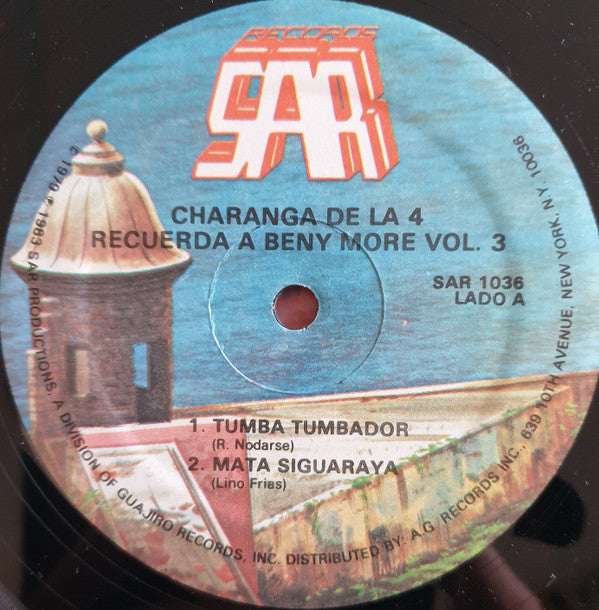 RECORDS
SAR
CHARANGA DE LA 4
RECUERDA A BENY MORE VOL. 3
SAR 1036
LADO A
1. TUMBA TUMBADOR
(R. Nodarse)
2. MATA SIGUARAYA
(Lino Frias)
© 1979 ℗ 1983 SAR PRODUCTIONS, A DIVISION OF GUAJIRO RECORDS, INC. DISTRIBUTED BY: A.G. RECORDS INC., 639 10TH AVENUE, NEW YORK, N.Y. 10036